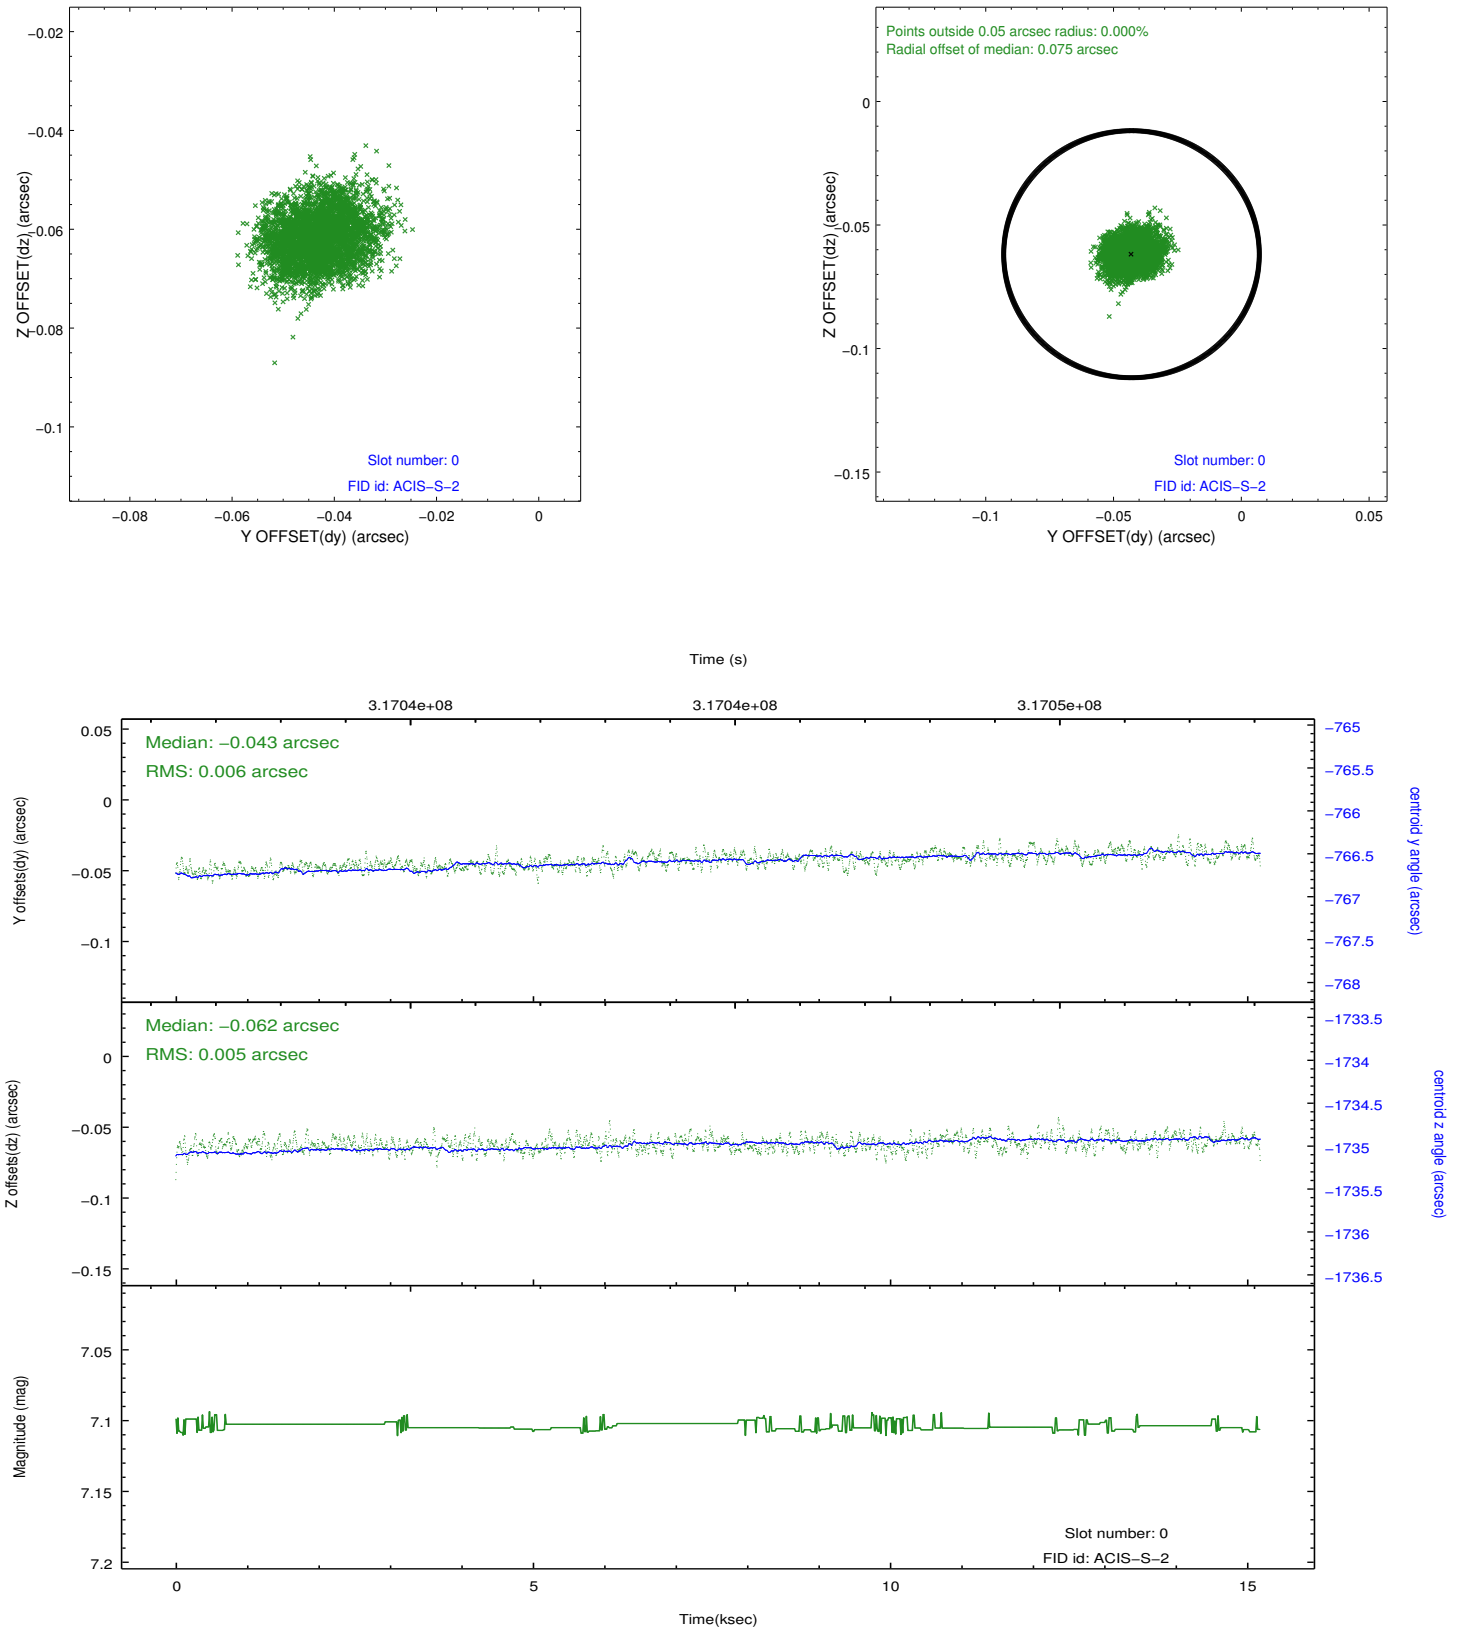 −0.02
−0.04
−0.06
−0.08
−0.1
Z OFFSET(dz) (arcsec)
Slot number: 0
FID id: ACIS−S−2
−0.08 −0.06 −0.04 −0.02 0
Y OFFSET(dy) (arcsec)
Points outside 0.05 arcsec radius: 0.000%
Radial offset of median: 0.075 arcsec
0
−0.05
−0.1
−0.15
Z OFFSET(dz) (arcsec)
Slot number: 0
FID id: ACIS−S−2
−0.1 −0.05 0 0.05
Y OFFSET(dy) (arcsec)
Time (s)
3.1704e+08 3.1704e+08 3.1705e+08
Median: −0.043 arcsec
RMS: 0.006 arcsec
0.05
0
−0.05
−0.1
Y offsets(dy) (arcsec)
−765
−765.5
−766
−766.5
−767
−767.5
−768
centroid y angle (arcsec)
Median: −0.062 arcsec
RMS: 0.005 arcsec
0
−0.05
−0.1
−0.15
Z offsets(dz) (arcsec)
−1733.5
−1734
−1734.5
−1735
−1735.5
−1736
−1736.5
centroid z angle (arcsec)
7.05
7.1
7.15
7.2
Magnitude (mag)
Slot number: 0
FID id: ACIS−S−2
0 5 10 15
Time(ksec)